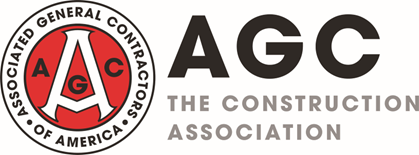 ASSOCIATED GENERAL CONTRACTORS
• OF AMERICA •
A
A G C
AGC
THE CONSTRUCTION
ASSOCIATION